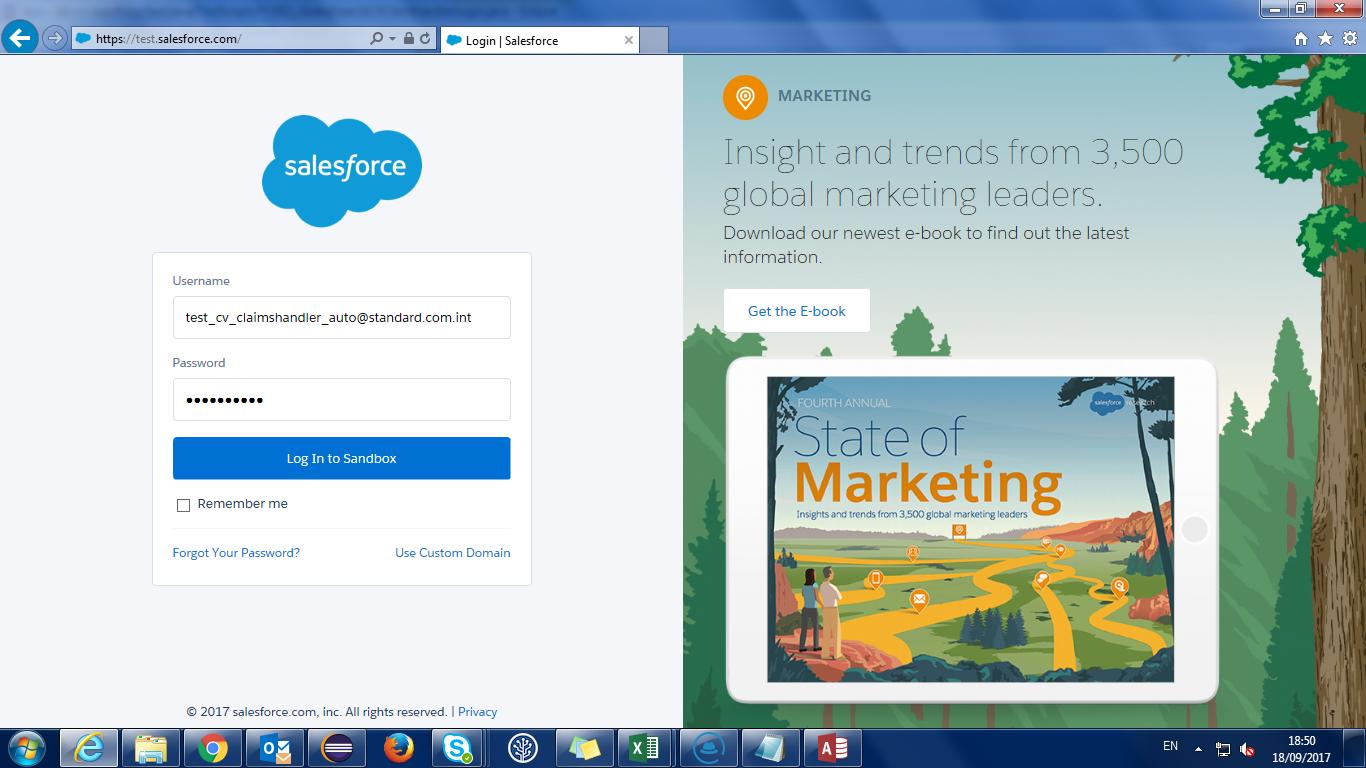 https://test.salesforce.com/
Login | Salesforce
salesforce
Username
test_cv_claimshandler_auto@standard.com.int
Password
••••••••••
Log In to Sandbox
Remember me
Forgot Your Password?
Use Custom Domain
© 2017 salesforce.com, inc. All rights reserved. | Privacy
MARKETING
Insight and trends from 3,500
global marketing leaders.
Download our newest e-book to find out the latest
information.
Get the E-book
FOURTH ANNUAL
salesforce research
State of
Marketing
Insights and trends from 3,500 global marketing leaders
EN
18:50
18/09/2017